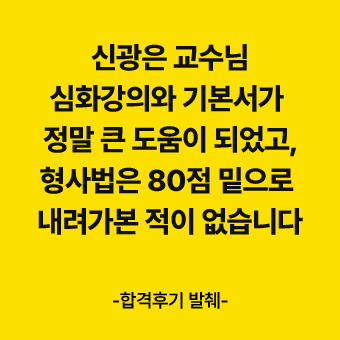 신광은 교수님
심화강의와 기본서가
정말 큰 도움이 되었고,
형사법은 80점 밑으로
내려가본 적이 없습니다
-합격후기 발췌-